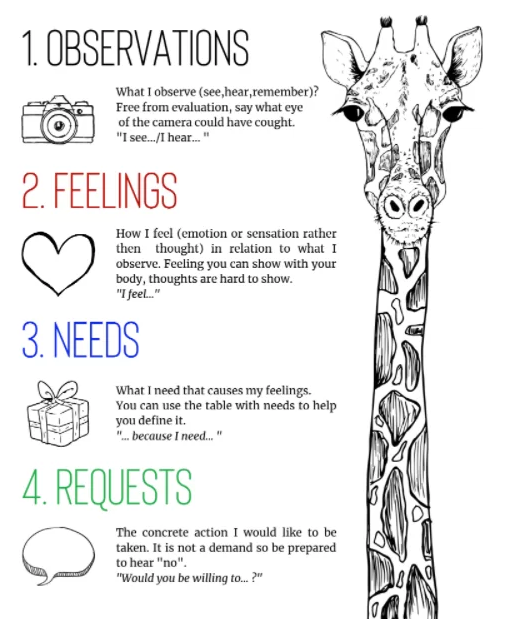 1. OBSERVATIONS
What I observe (see,hear,remember)?
Free from evaluation, say what eye
of the camera could have cought.
"I see.../I hear... "
2. FEELINGS
How I feel (emotion or sensation rather
then thought) in relation to what I
observe. Feeling you can show with your
body, thoughts are hard to show.
"I feel..."
3. NEEDS
What I need that causes my feelings.
You can use the table with needs to help
you define it.
"... because I need... "
4. REQUESTS
The concrete action I would like to be
taken. It is not a demand so be prepared
to hear "no".
"Would you be willing to... ?"